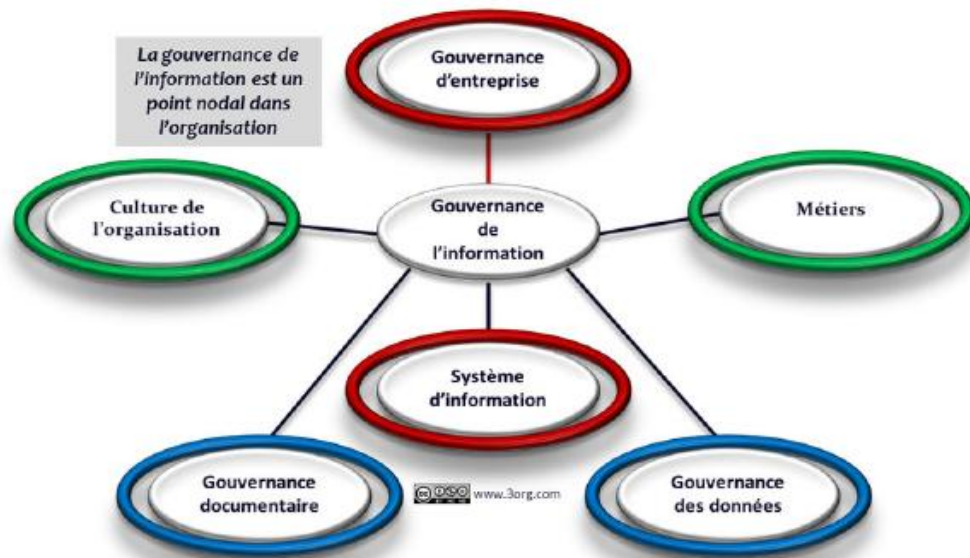 La gouvernance de
l'information est un
point nodal dans
l'organisation
Gouvernance
d'entreprise
Culture de
l'organisation
Gouvernance
de
l'information
Métiers
Système
d'information
Gouvernance
documentaire
www.3org.com
Gouvernance
des données